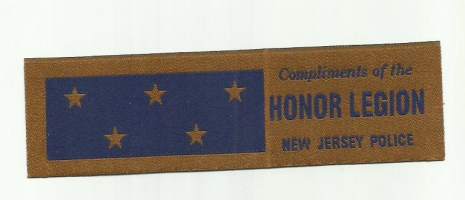 Compliments of the
HONOR LEGION
NEW JERSEY POLICE